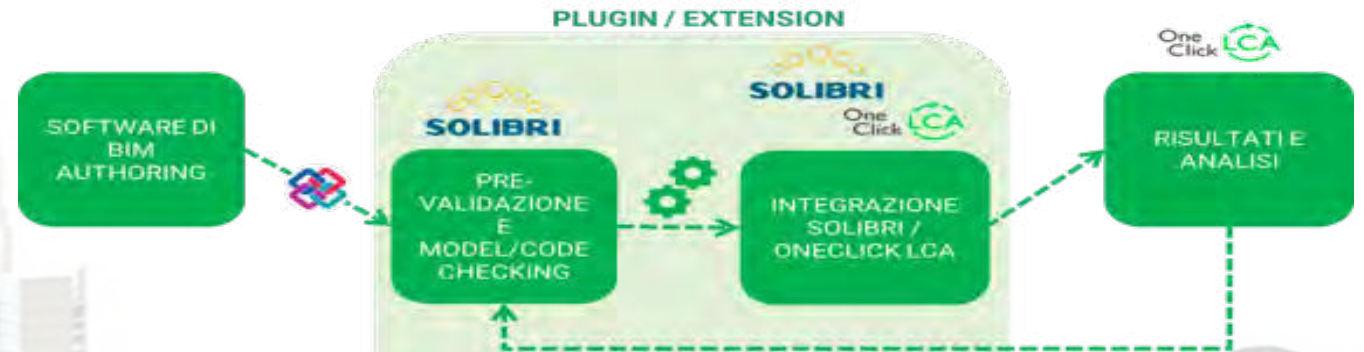 PLUGIN / EXTENSION
One
Click LCA
SOLIBRI
One
Click LCA
SOLIBRI
SOFTWARE DI
BIM
AUTHORING
PRE-
VALIDAZIONE
E
MODEL/CODE
CHECKING
INTEGRAZIONE
SOLIBRI /
ONECLICK LCA
RISULTATI E
ANALISI